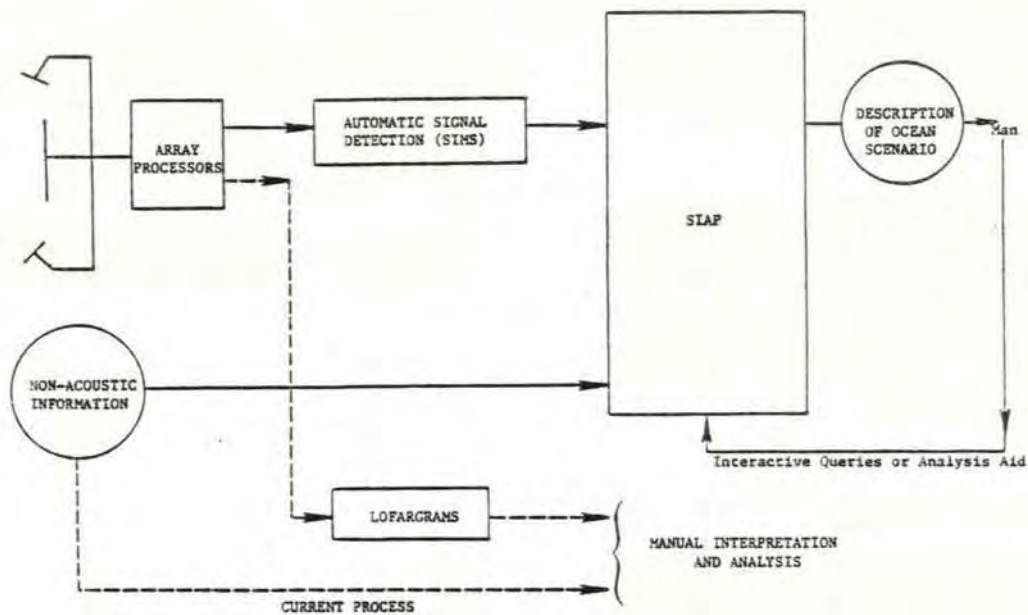 ARRAY
PROCESSORS
AUTOMATIC SIGNAL
DETECTION (SIMS)
SIAP
DESCRIPTION
OF OCEAN
SCENARIO
Man
NON-ACOUSTIC
INFORMATION
Interactive Queries or Analysis Aid
LOFARGRAMS
MANUAL INTERPRETATION
AND ANALYSIS
CURRENT PROCESS